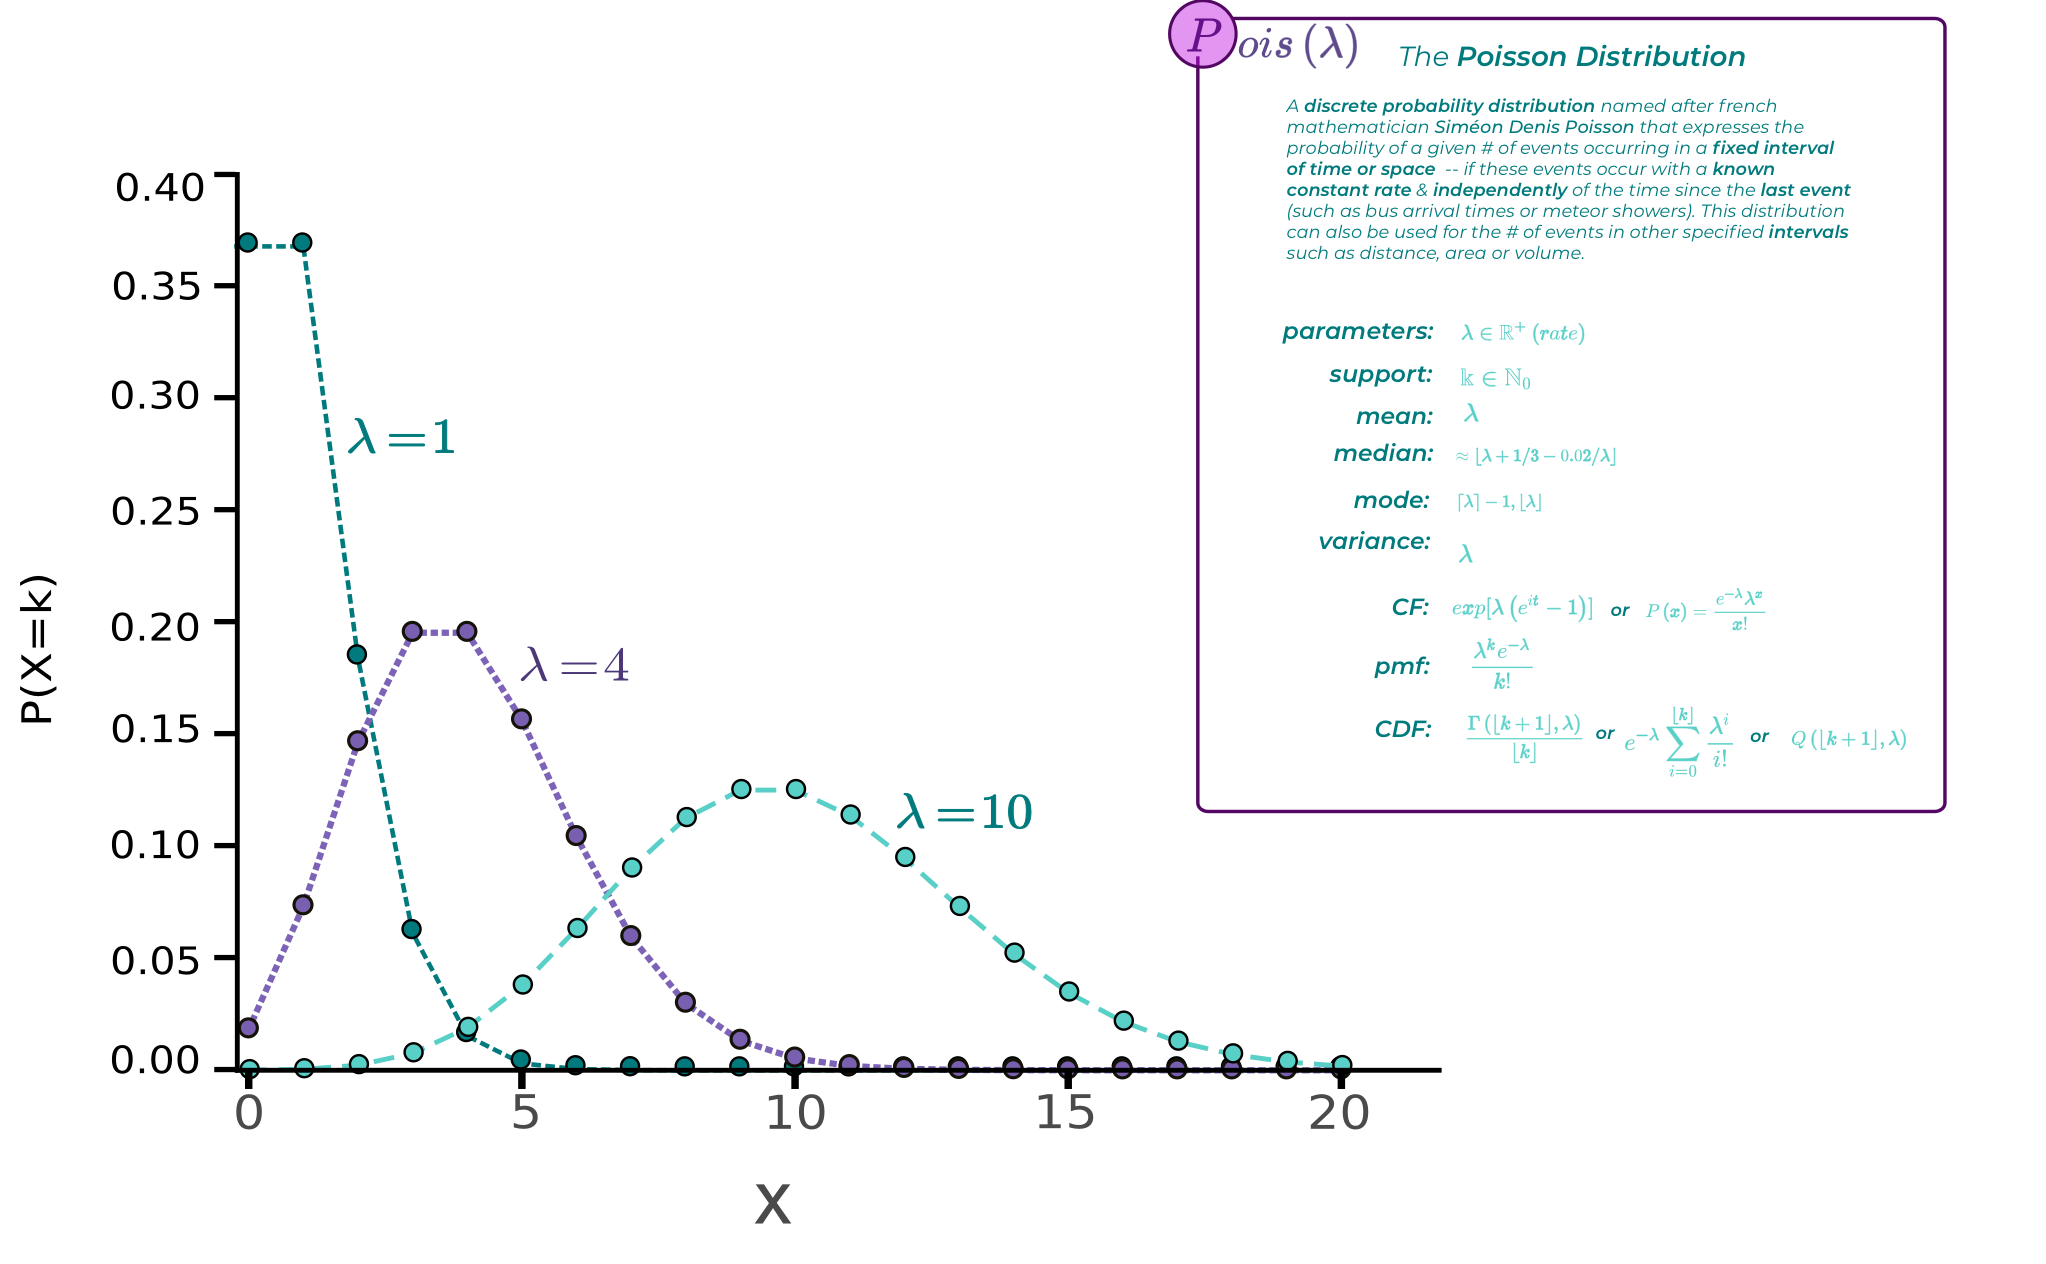 Pois (λ)
The Poisson Distribution
A discrete probability distribution named after french
mathematician Siméon Denis Poisson that expresses the
probability of a given # of events occurring in a fixed interval
of time or space -- if these events occur with a known
constant rate & independently of the time since the last event
(such as bus arrival times or meteor showers). This distribution
can also be used for the # of events in other specified intervals
such as distance, area or volume.
parameters: λ ∈ ℝ⁺ (rate)
support: 𝕜 ∈ ℕ₀
mean: λ
median: ≈ ⌊λ + 1/3 − 0.02/λ⌋
mode: ⌈λ⌉ − 1, ⌊λ⌋
variance: λ
CF: exp[λ (e^{it} − 1)] or P (x) = \frac{e^{−λ} λ^x}{x!}
pmf: \frac{λ^k e^{−λ}}{k!}
CDF: \frac{Γ (⌊k + 1⌋, λ)}{⌊k⌋} or e^{−λ} \sum_{i=0}^{⌊k⌋} \frac{λ^i}{i!} or Q (⌊k + 1⌋, λ)
P(X=k)
0.40
0.35
0.30
0.25
0.20
0.15
0.10
0.05
0.00
λ = 1
λ = 4
λ = 10
0 5 10 15 20
X